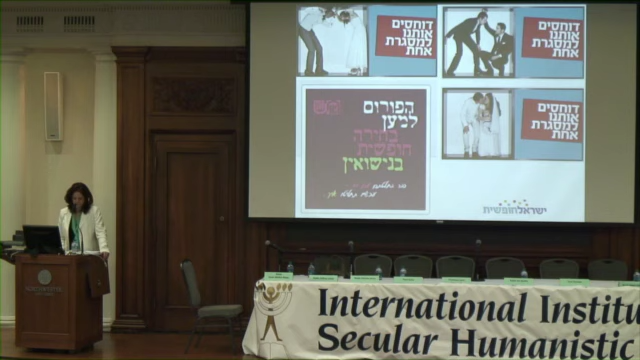 דוחסים
אותנו
למסגרת
אחת
דוחסים
אותנו
למסגרת
אחת
הפורום
למען
בחירה
חופשית
בנישואין
דוחסים
אותנו
למסגרת
אחת
ישראל חופשית
International Institu
Secular Humanistic